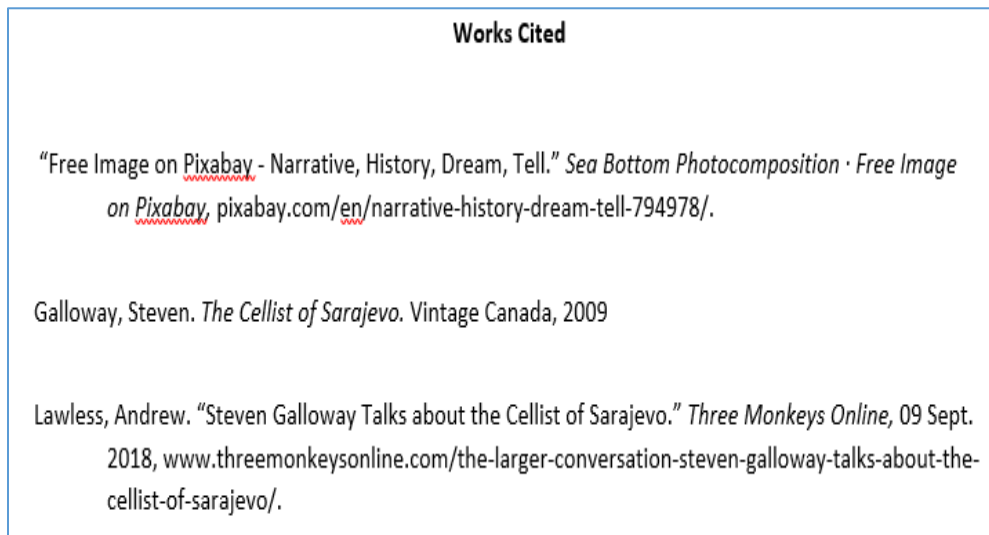 Works Cited
“Free Image on Pixabay - Narrative, History, Dream, Tell.” Sea Bottom Photocomposition · Free Image
on Pixabay, pixabay.com/en/narrative-history-dream-tell-794978/.
Galloway, Steven. The Cellist of Sarajevo. Vintage Canada, 2009
Lawless, Andrew. “Steven Galloway Talks about the Cellist of Sarajevo.” Three Monkeys Online, 09 Sept.
2018, www.threemonkeysonline.com/the-larger-conversation-steven-galloway-talks-about-the-
cellist-of-sarajevo/.